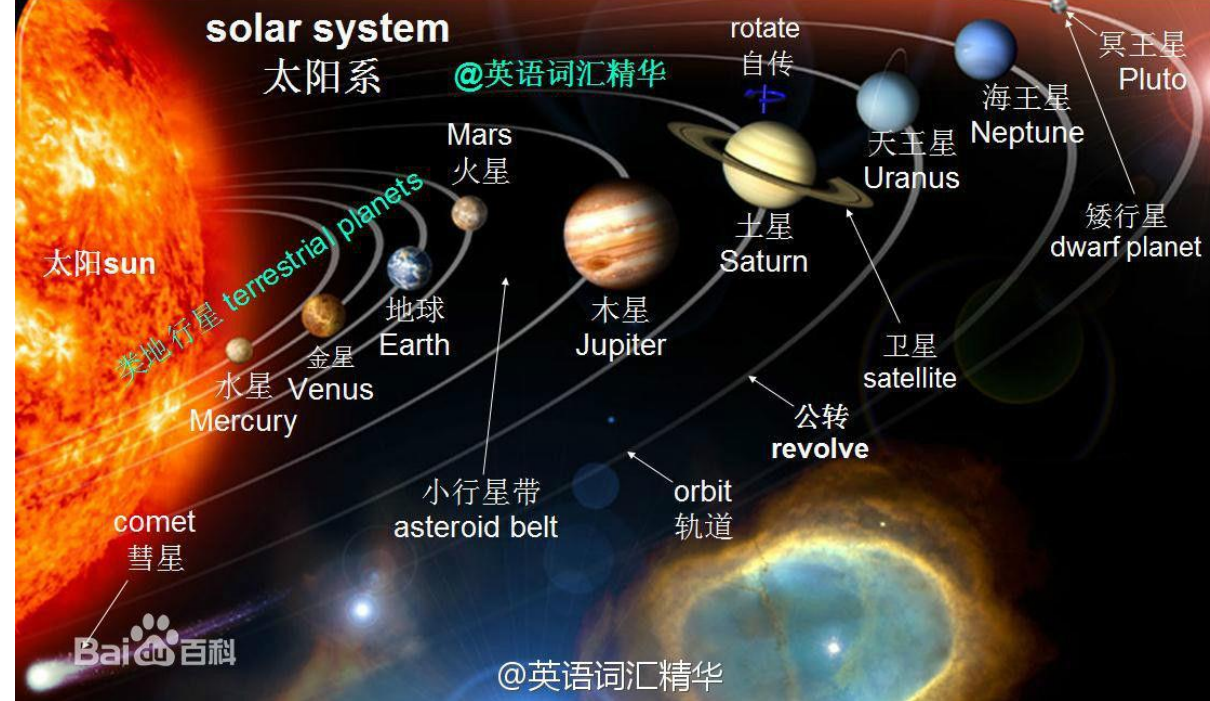 solar system
太阳系
@英语词汇精华
rotate
自传
冥王星
Pluto
海王星
Neptune
天王星
Uranus
Mars
火星
矮行星
dwarf planet
土星
Saturn
太阳sun
类地行星 terrestrial planets
地球
Earth
木星
Jupiter
金星
Venus
水星
Mercury
卫星
satellite
公转
revolve
小行星带
asteroid belt
orbit
轨道
comet
彗星
Bai百科
@英语词汇精华